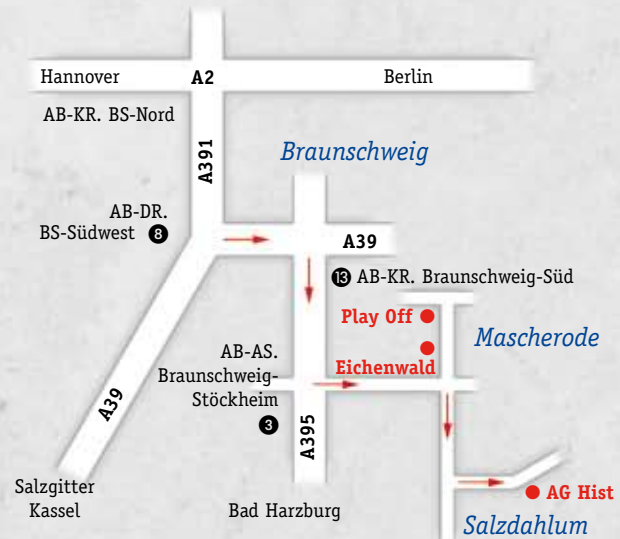 Hannover
A2
Berlin
AB-KR. BS-Nord
A391
Braunschweig
AB-DR.
BS-Südwest 8
A39
13 AB-KR. Braunschweig-Süd
Play Off
Mascherode
Eichenwald
AB-AS.
Braunschweig-
Stöckheim
3
A39
A395
Salzgitter
Kassel
Bad Harzburg
AG Hist
Salzdahlum